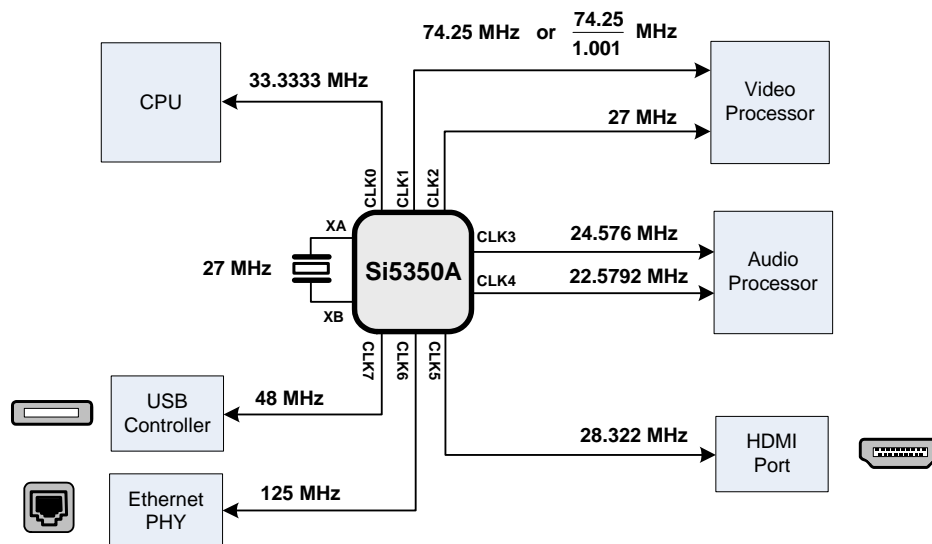 74.25 MHz or 74.25 MHz
1.001
CPU
33.3333 MHz
Video
Processor
27 MHz
CLK0
CLK1
CLK2
XA
XB
27 MHz
Si5350A
CLK3
24.576 MHz
CLK4
22.5792 MHz
Audio
Processor
CLK7
CLK6
CLK5
USB
Controller
48 MHz
28.322 MHz
HDMI
Port
Ethernet
PHY
125 MHz